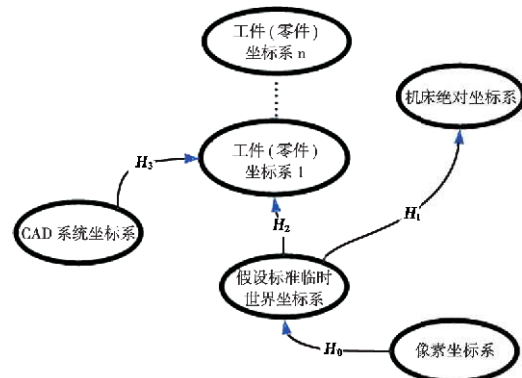 工件(零件)
坐标系 n
机床绝对坐标系
工件(零件)
坐标系 1
H₃
CAD 系统坐标系
H₂
H₁
假设标准临时
世界坐标系
H₀
像素坐标系